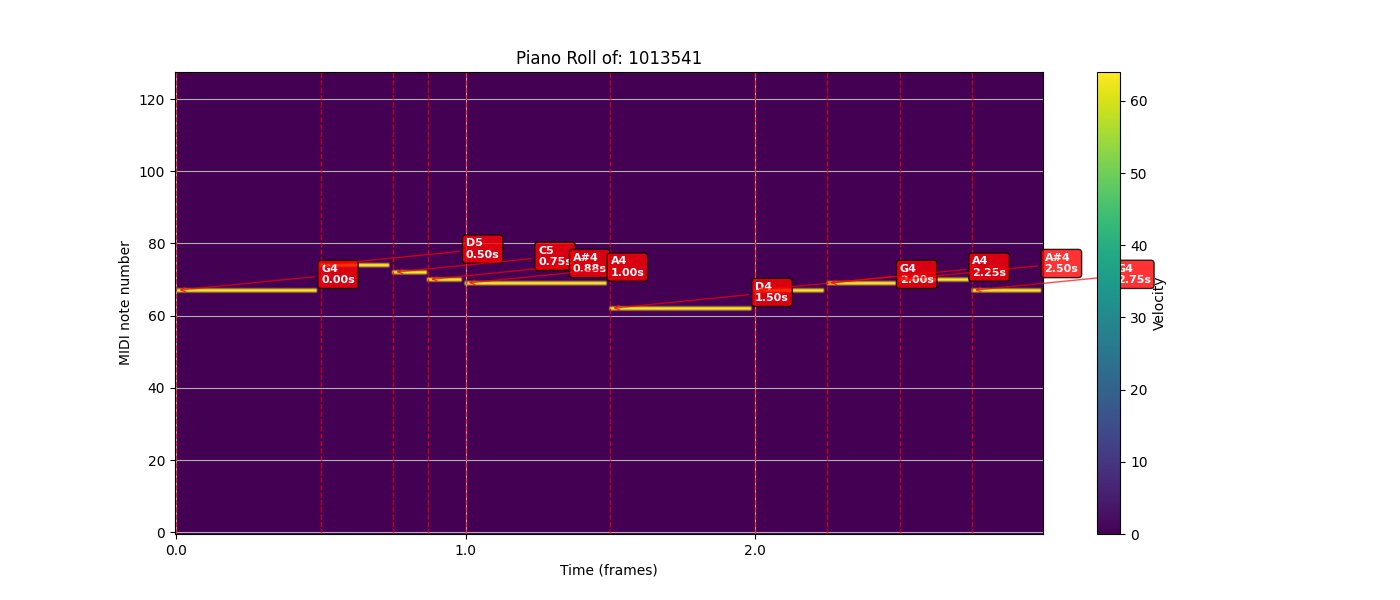 Piano Roll of: 1013541
MIDI note number
120
100
80
60
40
20
0
D5
0.50s
C5
0.75s
A#4
0.88s
A4
1.00s
G4
0.00s
D4
1.50s
G4
2.00s
A4
2.25s
A#4
2.50s
G4
2.75s
0.0
1.0
2.0
Time (frames)
60
50
40
30
20
10
0
Velocity